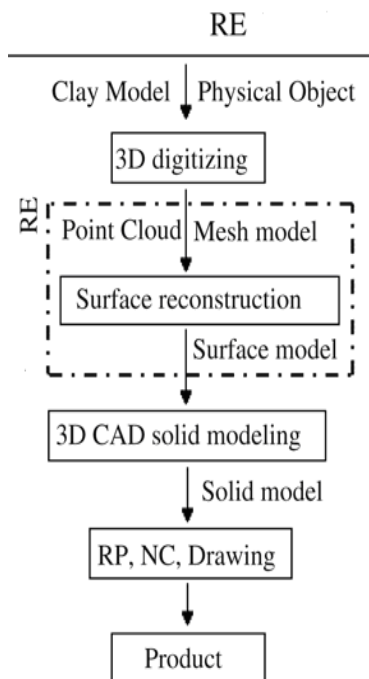 RE
Clay Model Physical Object
3D digitizing
RE
Point Cloud Mesh model
Surface reconstruction
Surface model
3D CAD solid modeling
Solid model
RP, NC, Drawing
Product